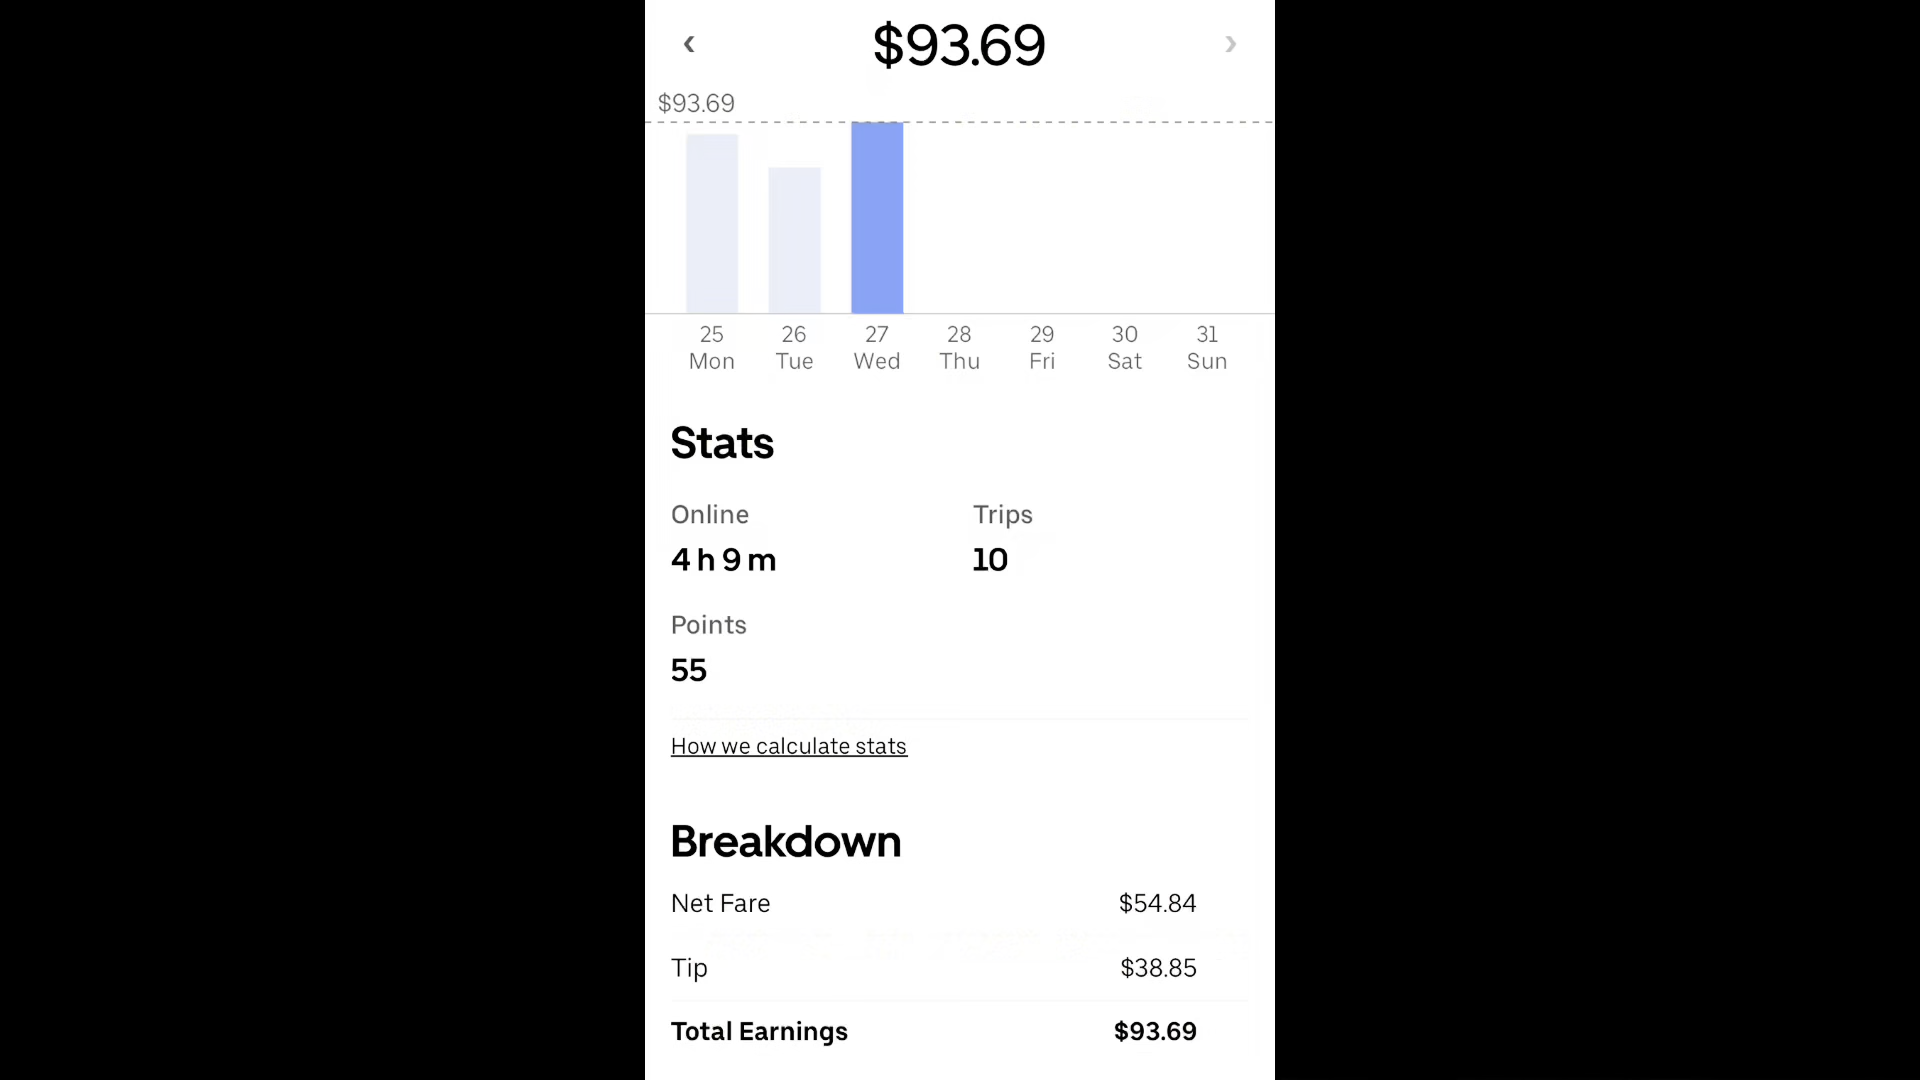 ‹ $93.69 ›
$93.69
25 26 27 28 29 30 31
Mon Tue Wed Thu Fri Sat Sun
Stats
Online Trips
4 h 9 m 10
Points
55
How we calculate stats
Breakdown
Net Fare $54.84
Tip $38.85
Total Earnings $93.69